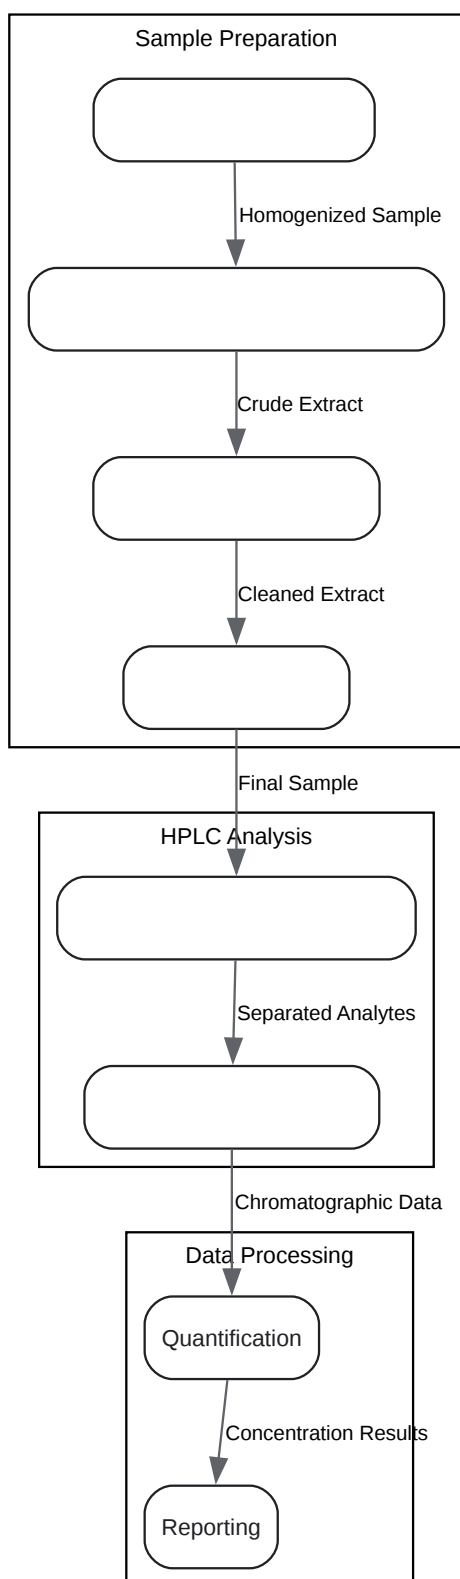 Sample Preparation
Homogenized Sample
Crude Extract
Cleaned Extract
Final Sample
HPLC Analysis
Separated Analytes
Chromatographic Data
Data Processing
Quantification
Concentration Results
Reporting